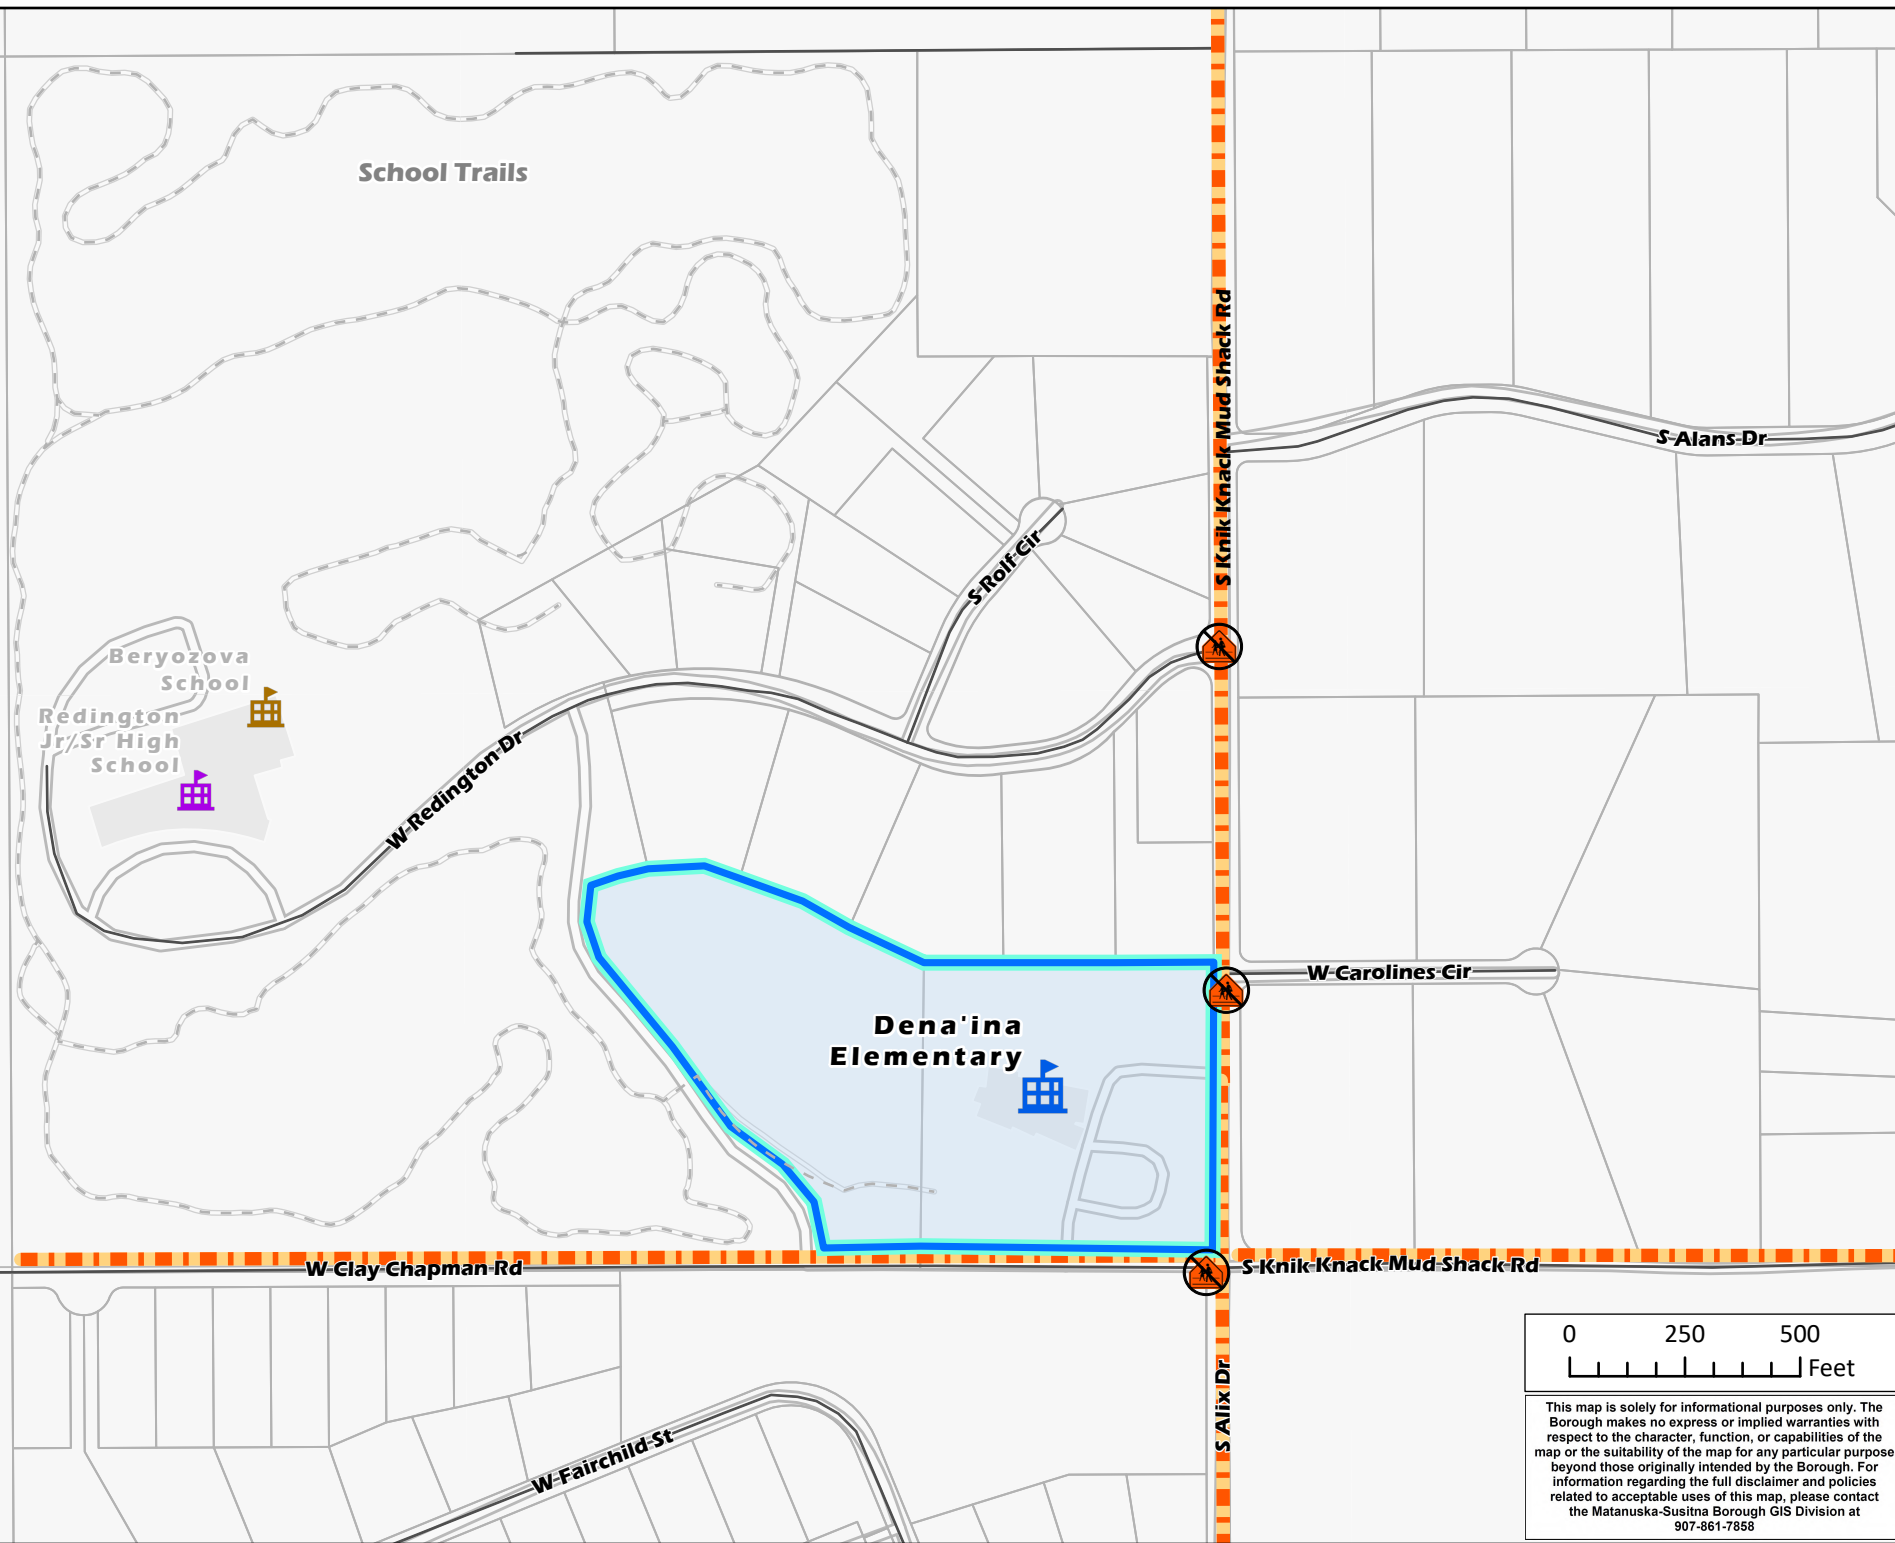 School Trails
S Knik Knack Mud Shack Rd
S Alans Dr
S Rolf Cir
Beryozova
School
Redington
Jr/Sr High
School
W Redington Dr
W Carolines Cir
Dena'ina
Elementary
W Clay Chapman Rd
S Knik Knack Mud Shack Rd
S Alix Dr
W Fairchild St
0 250 500
Feet
This map is solely for informational purposes only. The
Borough makes no express or implied warranties with
respect to the character, function, or capabilities of the
map or the suitability of the map for any particular purpose
beyond those originally intended by the Borough. For
information regarding the full disclaimer and policies
related to acceptable uses of this map, please contact
the Matanuska-Susitna Borough GIS Division at
907-861-7858